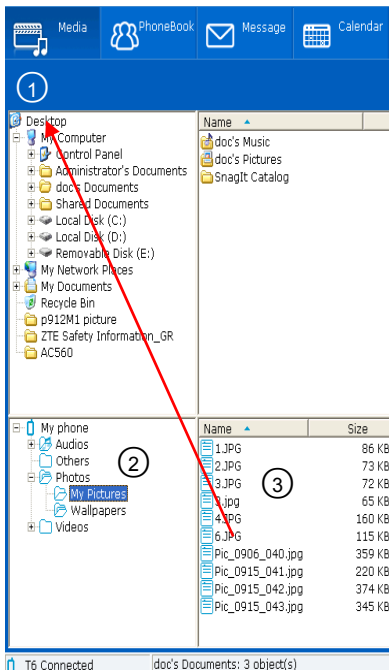 Media PhoneBook Message Calendar
1
Desktop
My Computer
Control Panel
Administrator's Documents
doc's Documents
Shared Documents
Local Disk (C:)
Local Disk (D:)
Removable Disk (E:)
My Network Places
My Documents
Recycle Bin
p912M1 picture
ZTE Safety Information_GR
AC560
Name
doc's Music
doc's Pictures
SnagIt Catalog
My phone
Audios
Others
Photos
My Pictures
Wallpapers
Videos
2
Name Size
1.JPG 86 KB
2.JPG 73 KB
3.JPG 72 KB
3.jpg 65 KB
4.JPG 160 KB
6.JPG 115 KB
Pic_0906_040.jpg 359 KB
Pic_0915_041.jpg 220 KB
Pic_0915_042.jpg 374 KB
Pic_0915_043.jpg 345 KB
3
T6 Connected doc's Documents: 3 object(s)